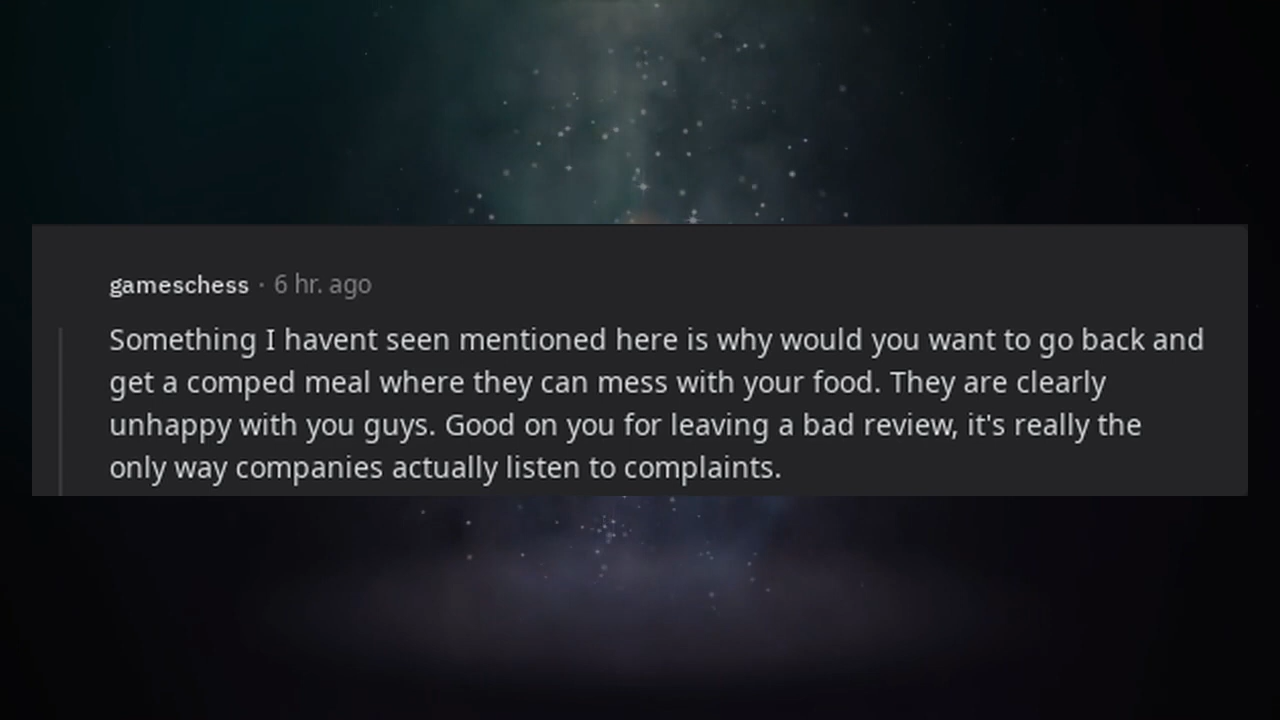 gameschess · 6 hr. ago
Something I havent seen mentioned here is why would you want to go back and
get a comped meal where they can mess with your food. They are clearly
unhappy with you guys. Good on you for leaving a bad review, it's really the
only way companies actually listen to complaints.